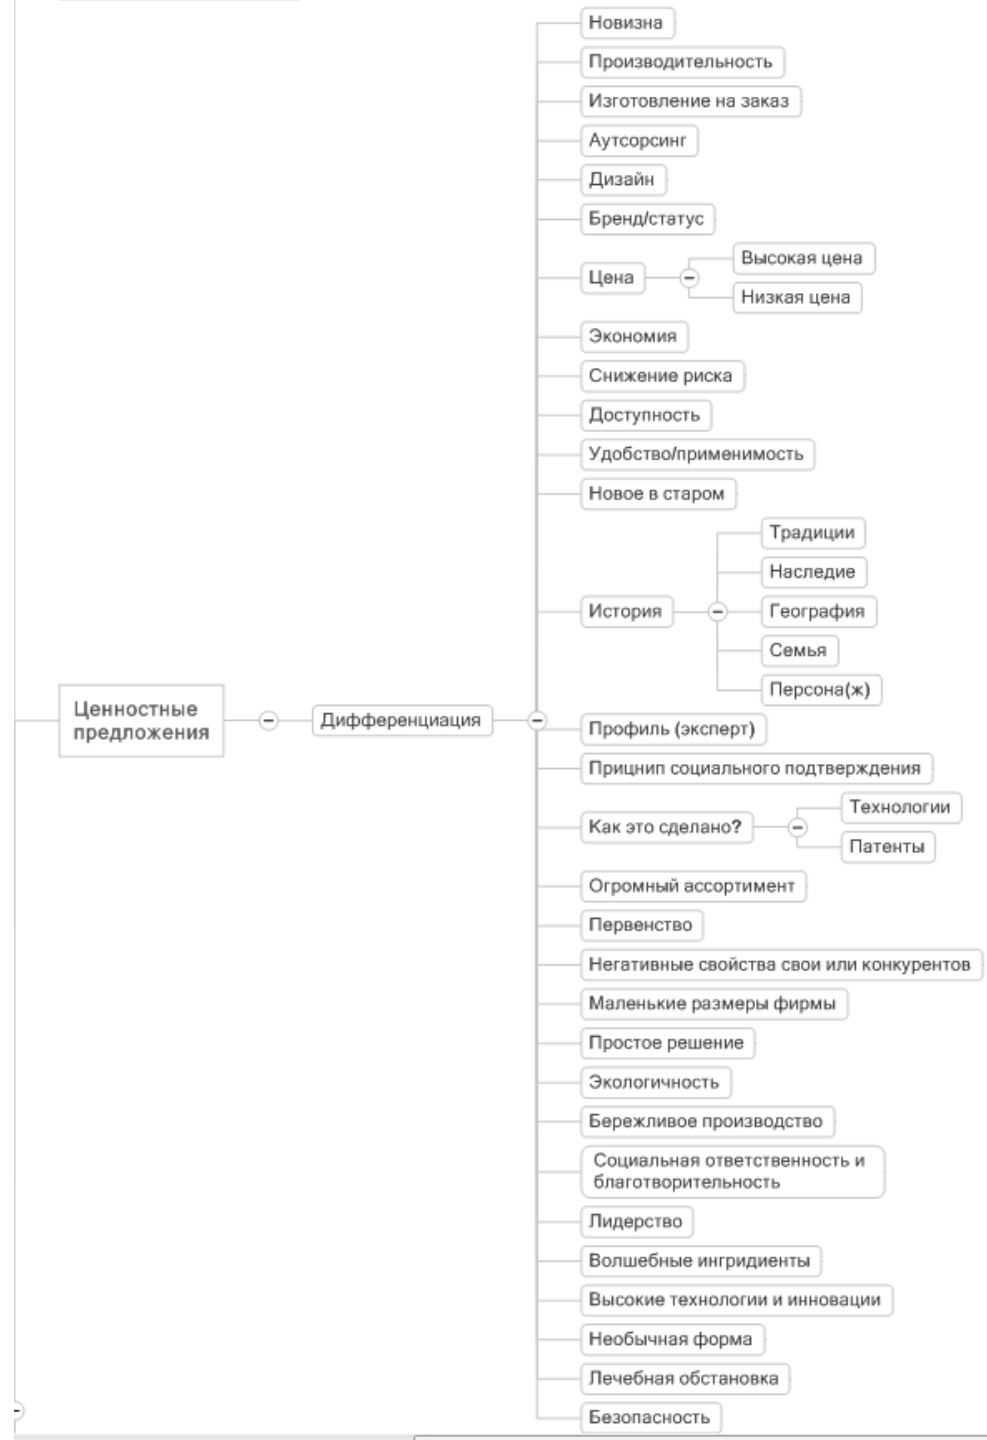 Новизна
Производительность
Изготовление на заказ
Аутсорсинг
Дизайн
Бренд/статус
Цена
Высокая цена
Низкая цена
Экономия
Снижение риска
Доступность
Удобство/применимость
Новое в старом
История
Традиции
Наследие
География
Семья
Персона(ж)
Ценностные
предложения
Дифференциация
Профиль (эксперт)
Прицнип социального подтверждения
Как это сделано?
Технологии
Патенты
Огромный ассортимент
Первенство
Негативные свойства свои или конкурентов
Маленькие размеры фирмы
Простое решение
Экологичность
Бережливое производство
Социальная ответственность и
благотворительность
Лидерство
Волшебные ингридиенты
Высокие технологии и инновации
Необычная форма
Лечебная обстановка
Безопасность